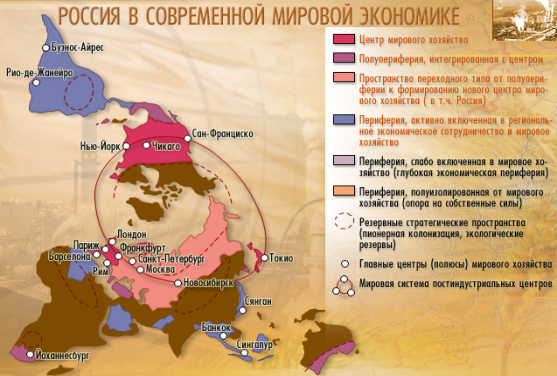 РОССИЯ В СОВРЕМЕННОЙ МИРОВОЙ ЭКОНОМИКЕ
Буэнос-Айрес
Рио-де-Жанейро
Сан-Франциско
Нью-Йорк
Чикаго
Лондон
Париж
Франкфурт
Барселона
Санкт-Петербург
Рим
Москва
Токио
Новосибирск
Сянган
Банкок
Сингапур
Йоханнесбург
Центр мирового хозяйства
Полупериферия, интегрированная с центром
Пространство переходного типа от полупери-
ферии к формированию нового центра миро-
вого хозяйства ( в т.ч. Россия)
Периферия, активно включенная в региональ-
ное экономическое сотрудничество и мировое
хозяйство
Периферия, слабо включенная в мировое хо-
зяйство (глубокая экономическая периферия)
Периферия, полуизолированная от мирового
хозяйства (опора на собственные силы)
Резервные стратегические пространства
(пионерная колонизация, экологические
резервы)
Главные центры (полюсы) мирового хозяйства
Мировая система постиндустриальных центров